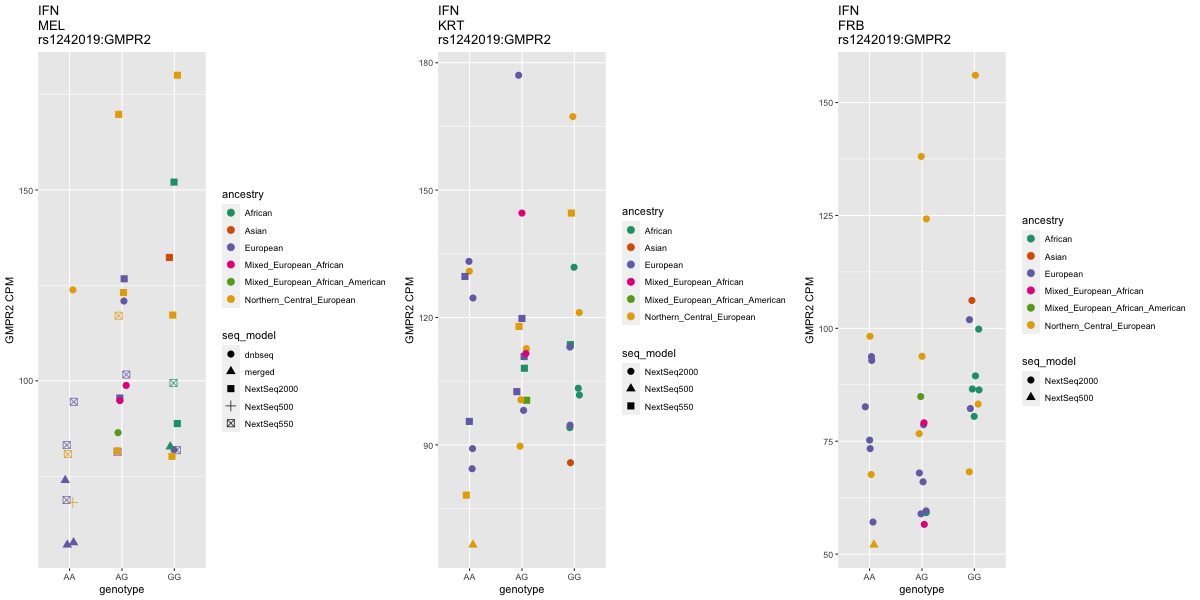 IFN
MEL
rs1242019:GMPR2
GMPR2 CPM
150
100
AA
AG
GG
genotype
ancestry
African
Asian
European
Mixed_European_African
Mixed_European_African_American
Northern_Central_European
seq_model
dnbseq
merged
NextSeq2000
NextSeq500
NextSeq550
IFN
KRT
rs1242019:GMPR2
GMPR2 CPM
180
150
120
90
AA
AG
GG
genotype
ancestry
African
Asian
European
Mixed_European_African
Mixed_European_African_American
Northern_Central_European
seq_model
NextSeq2000
NextSeq500
NextSeq550
IFN
FRB
rs1242019:GMPR2
GMPR2 CPM
150
125
100
75
50
AA
AG
GG
genotype
ancestry
African
Asian
European
Mixed_European_African
Mixed_European_African_American
Northern_Central_European
seq_model
NextSeq2000
NextSeq500